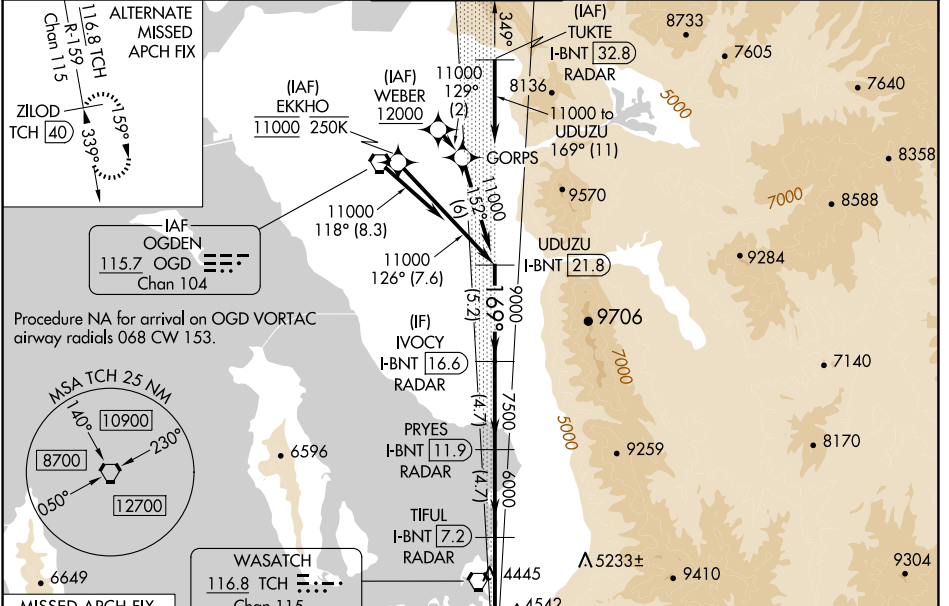 116.8 TCH
R-159
Chan 115
ALTERNATE
MISSED
APCH FIX
ZILOD
TCH 40
159°
339°
(IAF)
EKKHO
11000 250K
(IAF)
WEBER
12000
11000
129°
(2)
349°
(IAF)
TUKTE
I-BNT 32.8
RADAR
8136
11000 to
UDUZU
169° (11)
GORPS
8733
7605
7640
5000
8358
8588
7000
9570
9284
11000
152°
(6)
11000
118° (8.3)
11000
126° (7.6)
IAF
OGDEN
115.7 OGD
Chan 104
UDUZU
I-BNT 21.8
Procedure NA for arrival on OGD VORTAC
airway radials 068 CW 153.
169°
9000
(5.2)
(IF)
IVOCY
I-BNT 16.6
RADAR
9706
7000
7140
MSA TCH 25 NM
140°
10900
230°
8700
050°
12700
6596
(4.7)
7500
PRYES
I-BNT 11.9
RADAR
5000
9259
8170
(4.7)
6000
TIFUL
I-BNT 7.2
RADAR
WASATCH
116.8 TCH
Chan 115
4445
4542
5233±
9410
9304
6649
MISSED APCH FIX